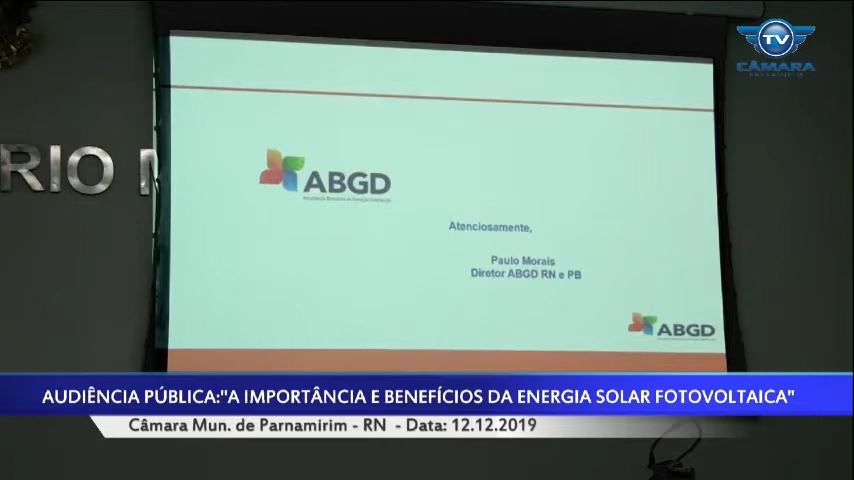 TV
CÂMARA
PARNAMIRIM
RIO M
ABGD
Atenciosamente,
Paulo Morais
Diretor ABGD RN e PB
ABGD
AUDIÊNCIA PÚBLICA:"A IMPORTÂNCIA E BENEFÍCIOS DA ENERGIA SOLAR FOTOVOLTAICA"
Câmara Mun. de Parnamirim - RN - Data: 12.12.2019